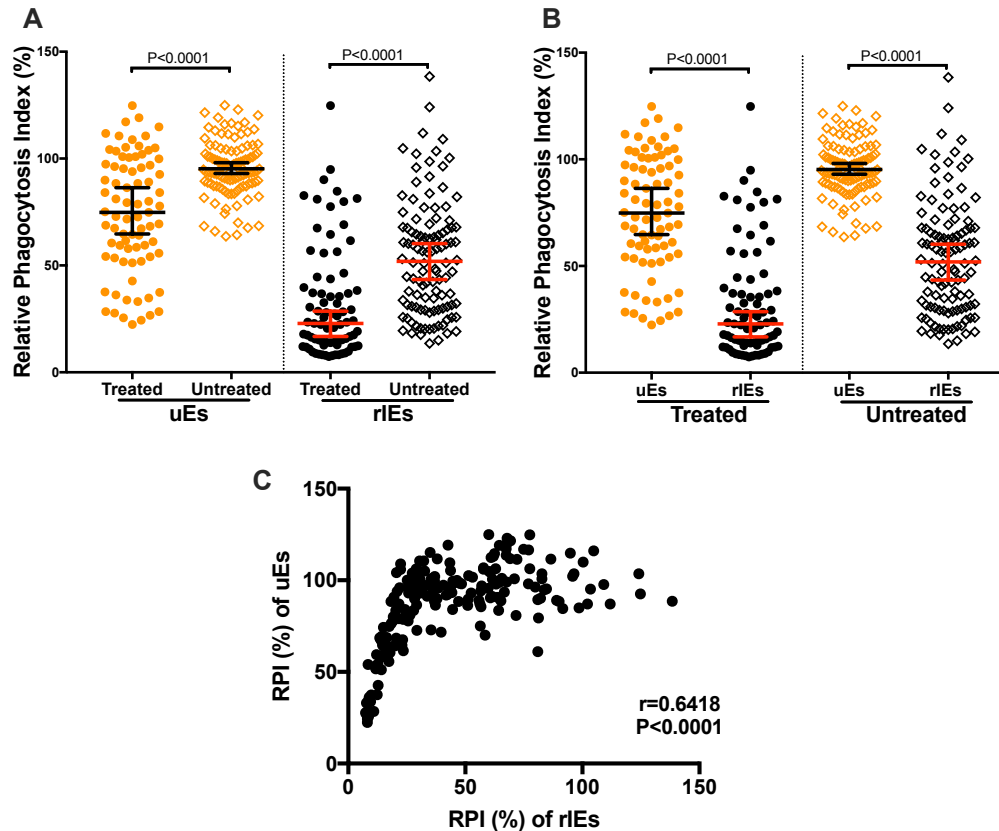 A
Relative Phagocytosis Index (%)
150
100
50
0
P<0.0001
P<0.0001
Treated
Untreated
Treated
Untreated
uEs
rIEs
B
Relative Phagocytosis Index (%)
150
100
50
0
P<0.0001
P<0.0001
uEs
rIEs
uEs
rIEs
Treated
Untreated
C
RPI (%) of uEs
150
100
50
0
r=0.6418
P<0.0001
0
50
100
150
RPI (%) of rIEs